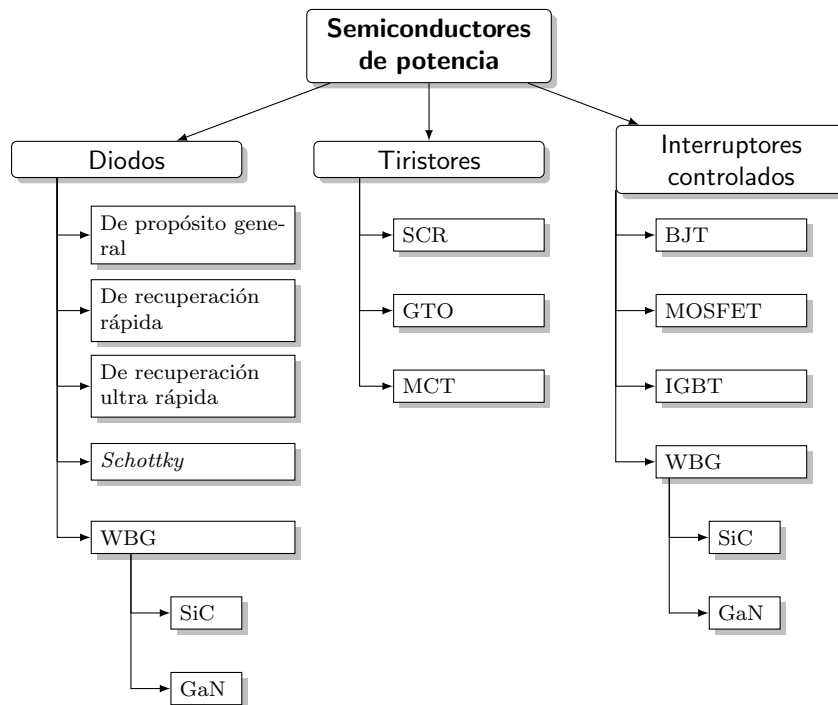 Semiconductores
de potencia
Diodos
De propósito gene-
ral
De recuperación
rápida
De recuperación
ultra rápida
Schottky
WBG
SiC
GaN
Tiristores
SCR
GTO
MCT
Interruptores
controlados
BJT
MOSFET
IGBT
WBG
SiC
GaN